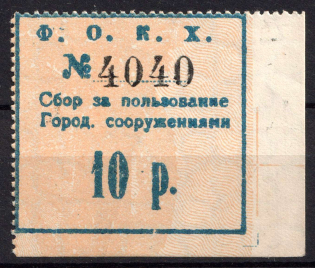 Ф. О. К. Х.
№ 4040
Сбор за пользование
Город. сооружениями
10 р.